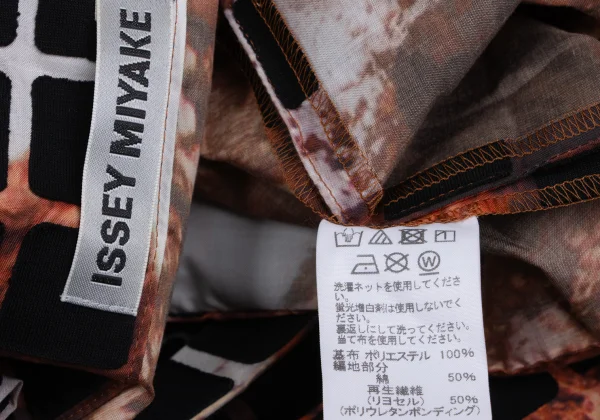 ISSEY MIYAKE
W
洗濯ネットを使用してくださ
い。
蛍光増白剤は使用しないでく
ださい。
裏返しにして洗ってください。
当て布を使用してください。
基布 ポリエステル 100%
編地部分
綿 50%
再生繊維
(リヨセル) 50%
(ポリウレタンボンディング)